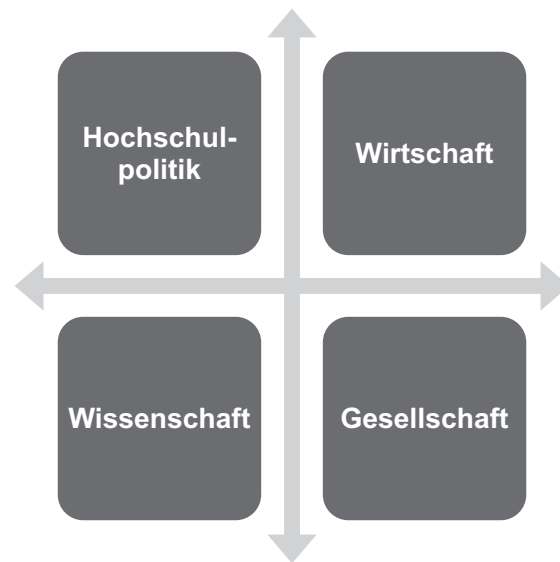 Hochschul-
politik
Wirtschaft
Wissenschaft
Gesellschaft